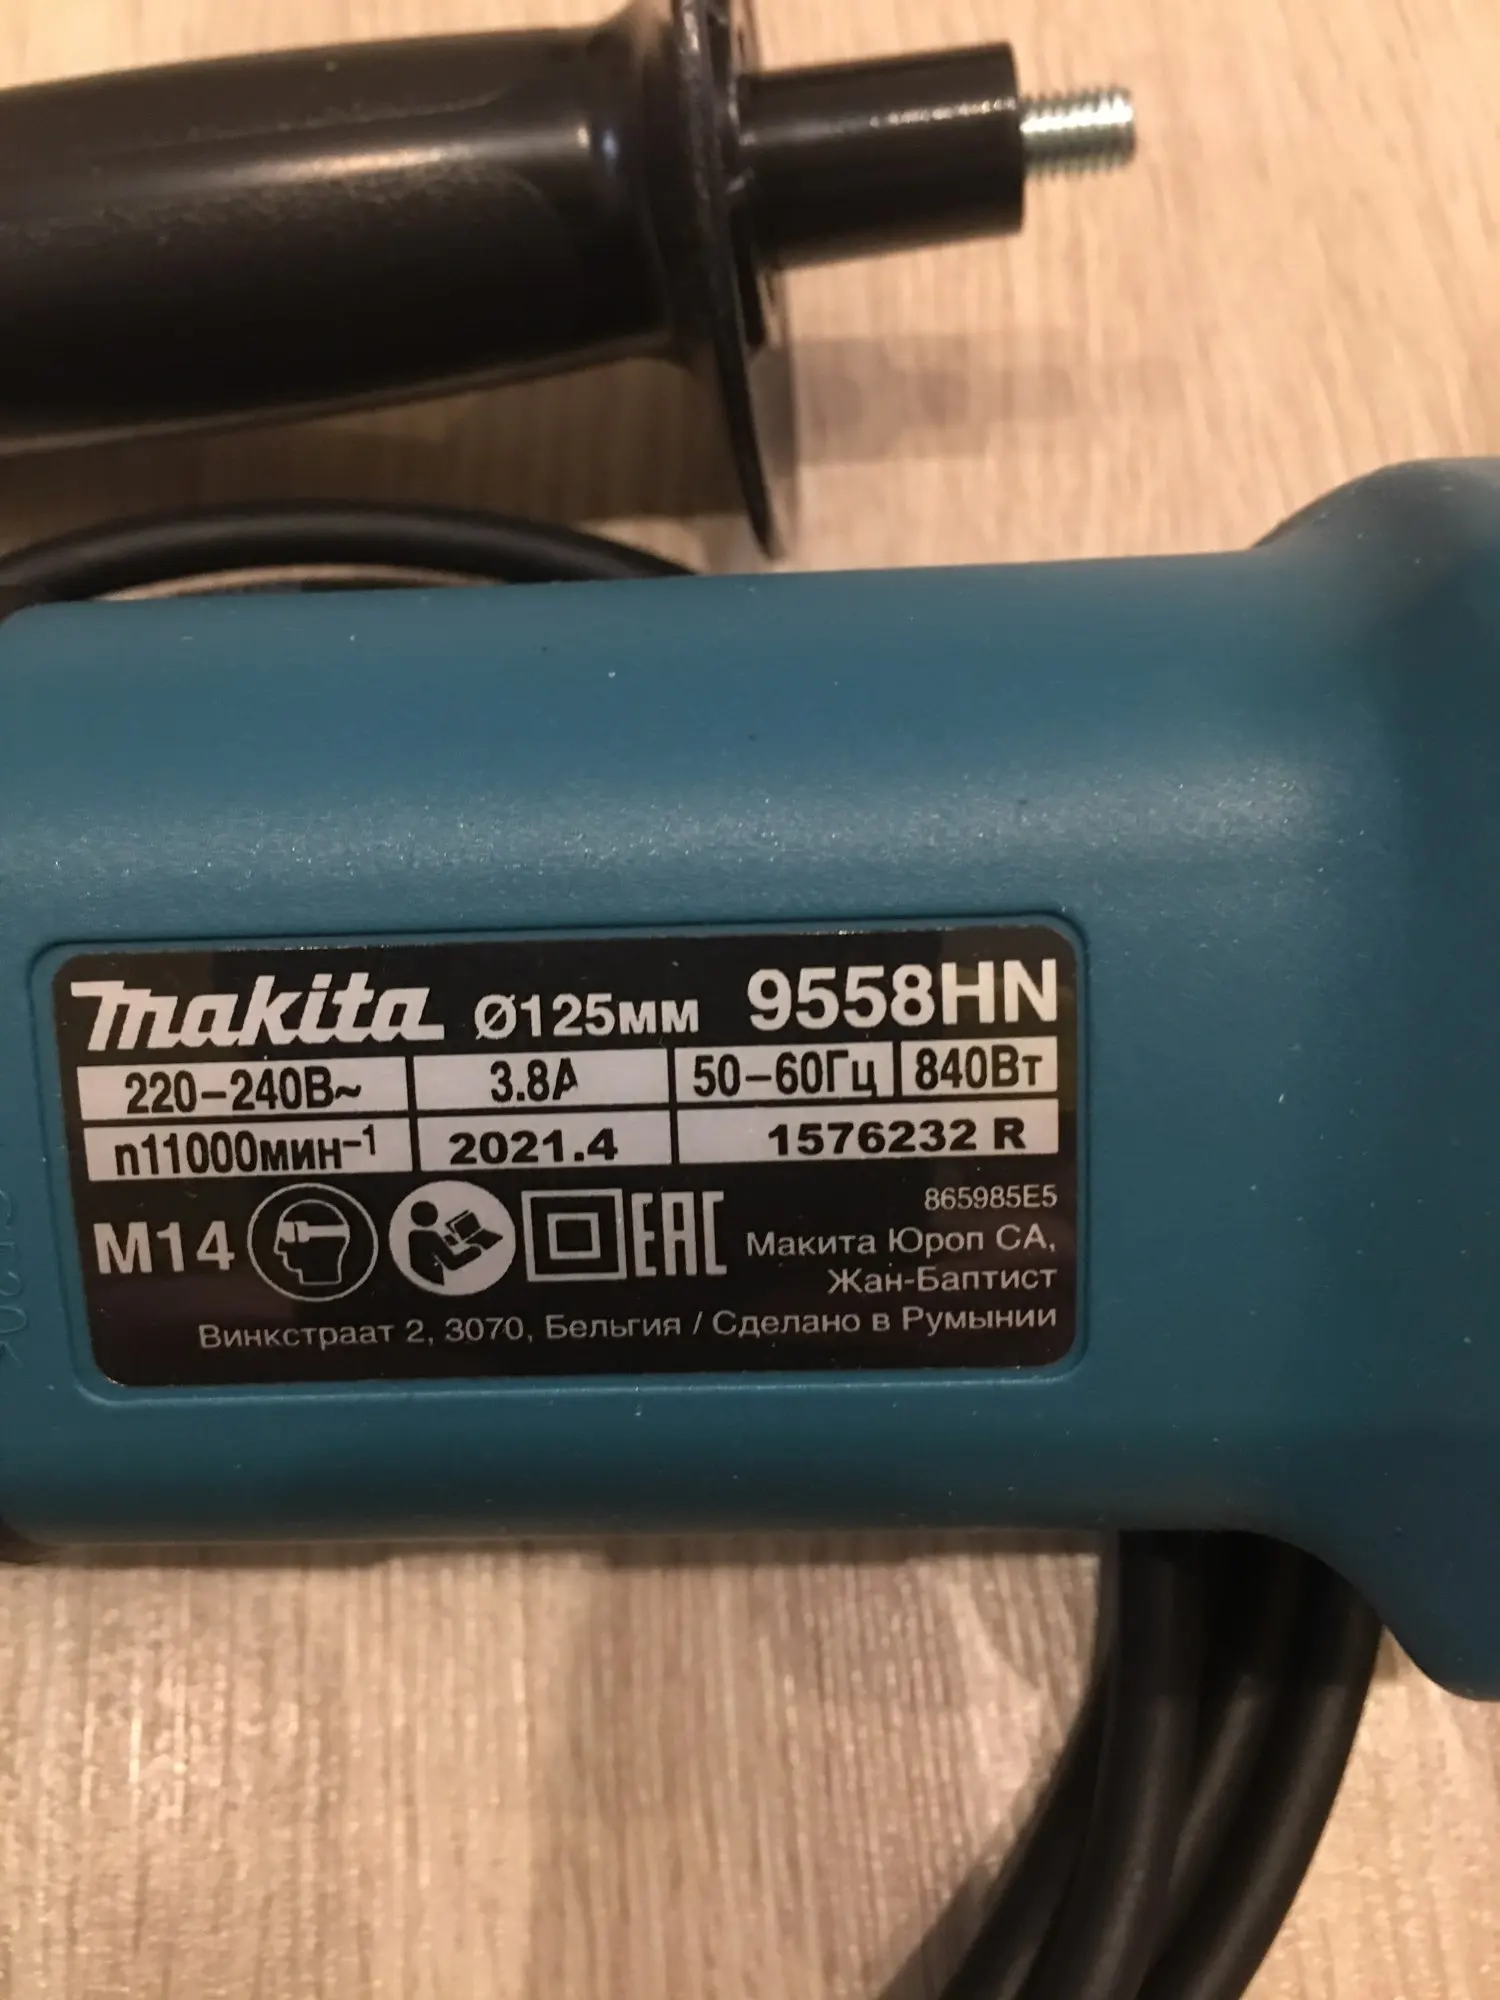 makita Ø125мм 9558HN
220-240В~ 3.8A 50-60Гц 840Вт
n11000мин-1 2021.4 1576232 R
865985E5
M14 EAC Макита Юроп СА,
Жан-Баптист
Винкстраат 2, 3070, Бельгия / Сделано в Румынии